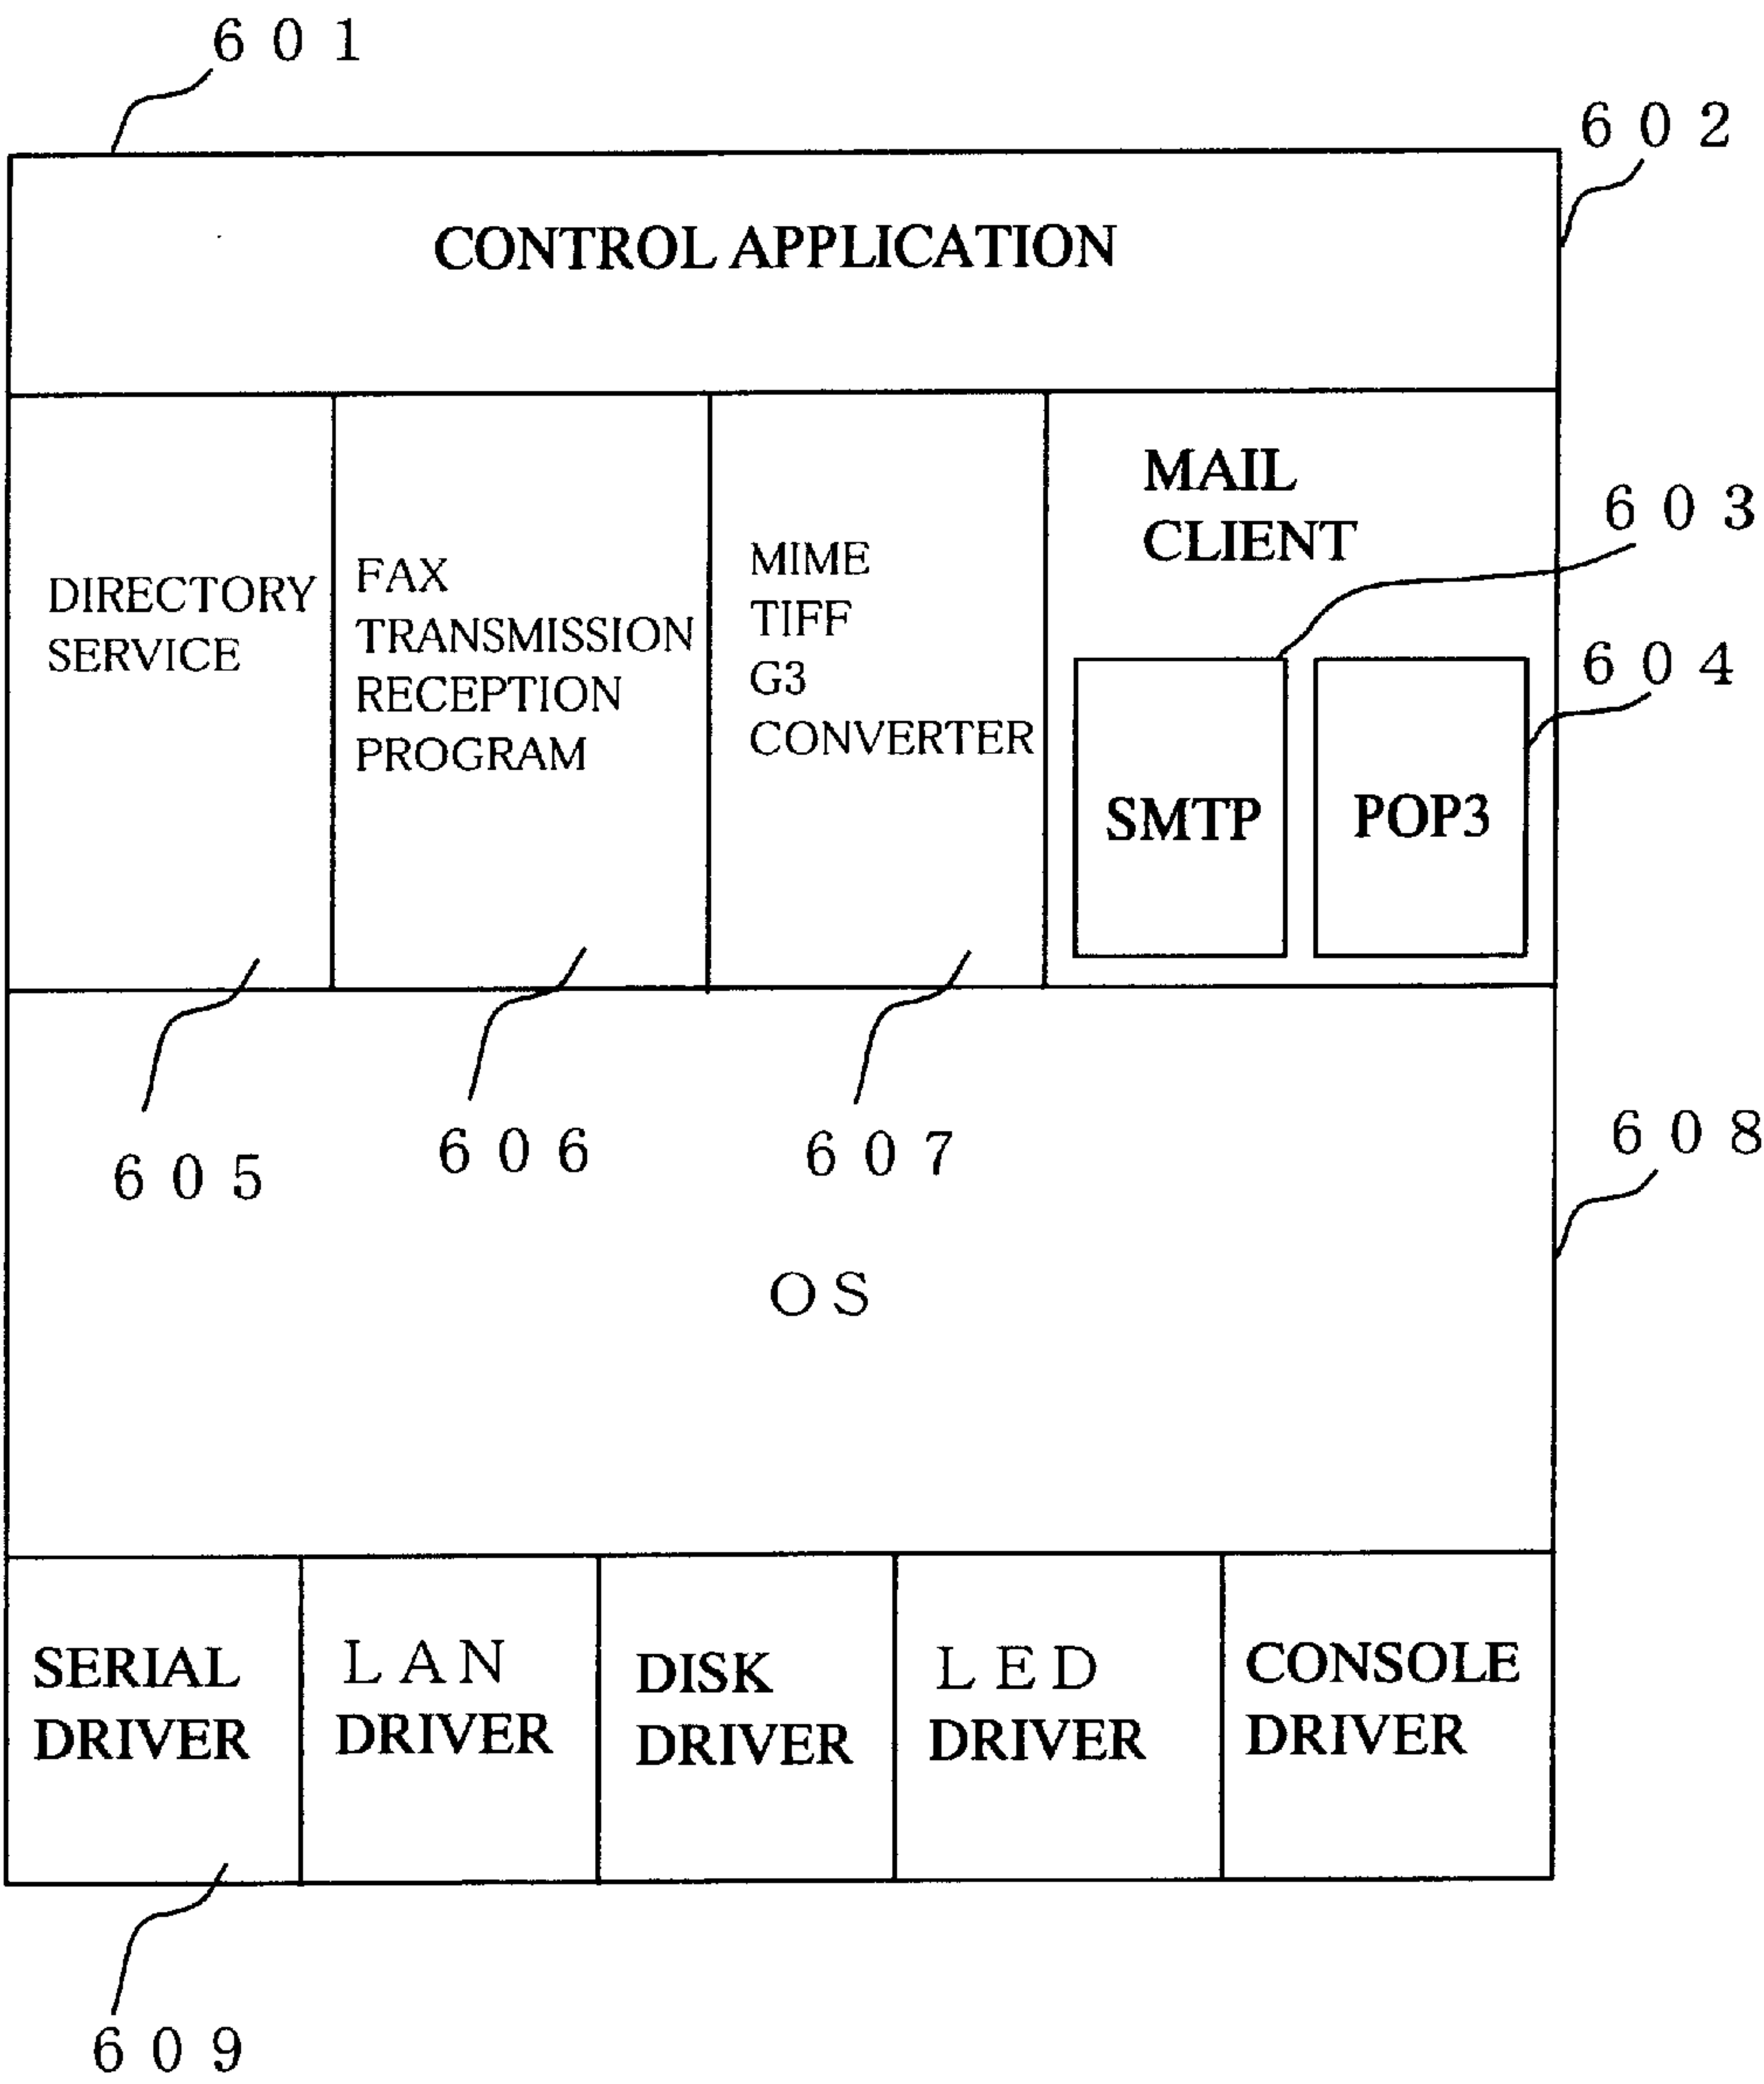 601
602
CONTROL APPLICATION
DIRECTORY
SERVICE
FAX
TRANSMISSION
RECEPTION
PROGRAM
MIME
TIFF
G3
CONVERTER
MAIL
CLIENT
603
604
SMTP
POP3
605
606
607
608
OS
SERIAL
DRIVER
LAN
DRIVER
DISK
DRIVER
LED
DRIVER
CONSOLE
DRIVER
609